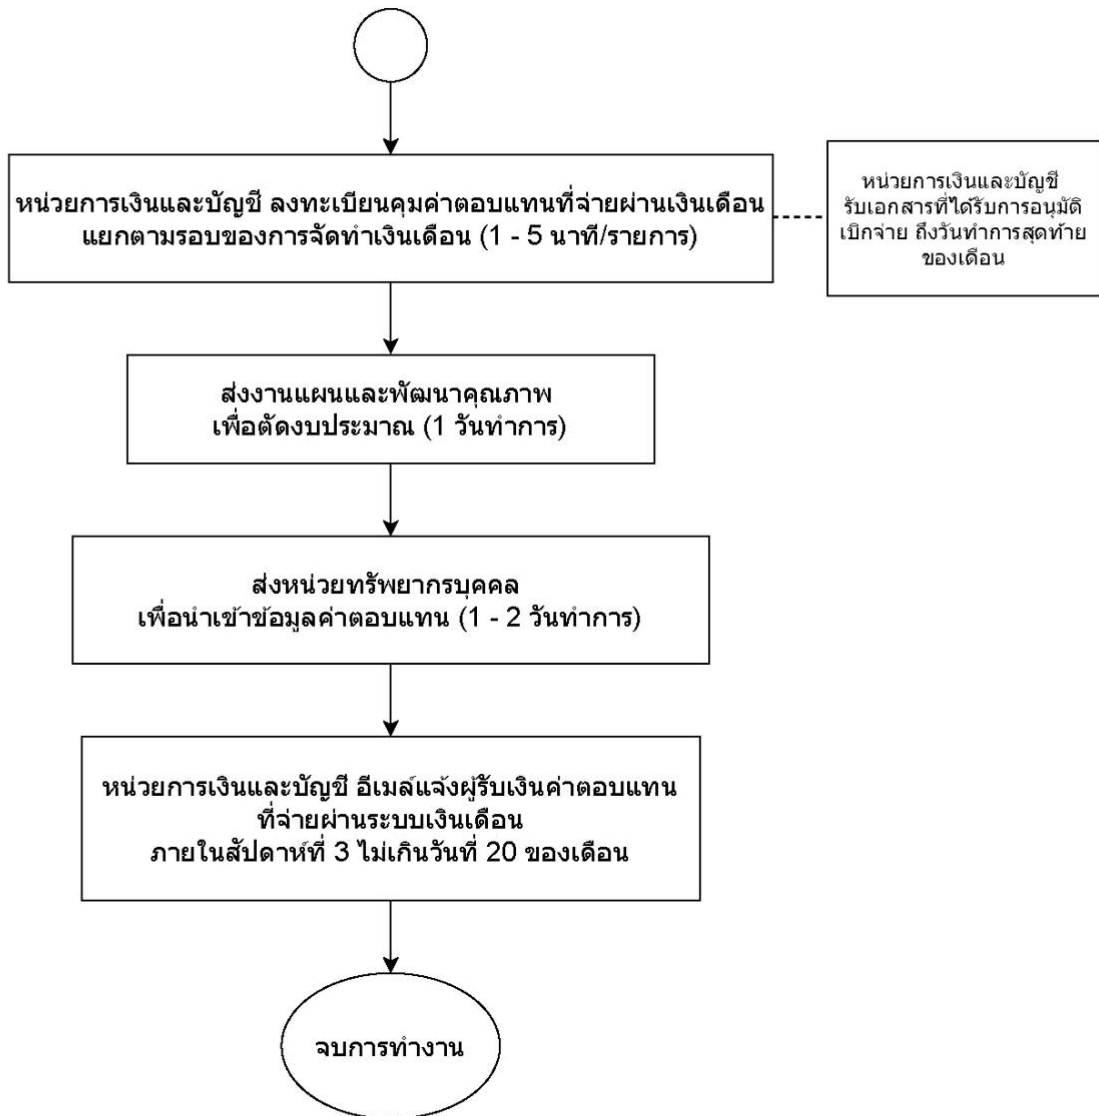 หน่วยการเงินและบัญชี ลงทะเบียนคุมค่าตอบแทนที่จ่ายผ่านเงินเดือน
แยกตามรอบของการจัดทำเงินเดือน (1 - 5 นาที/รายการ)
หน่วยการเงินและบัญชี
รับเอกสารที่ได้รับการอนุมัติ
เบิกจ่าย ถึงวันทำการสุดท้าย
ของเดือน
ส่งงานแผนและพัฒนาคุณภาพ
เพื่อตัดงบประมาณ (1 วันทำการ)
ส่งหน่วยทรัพยากรบุคคล
เพื่อนำเข้าข้อมูลค่าตอบแทน (1 - 2 วันทำการ)
หน่วยการเงินและบัญชี อีเมล์แจ้งผู้รับเงินค่าตอบแทน
ที่จ่ายผ่านระบบเงินเดือน
ภายในสัปดาห์ที่ 3 ไม่เกินวันที่ 20 ของเดือน
จบการทำงาน